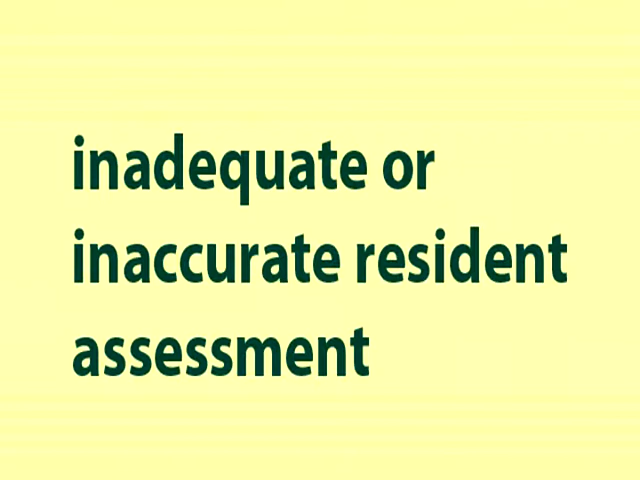 inadequate or
inaccurate resident
assessment